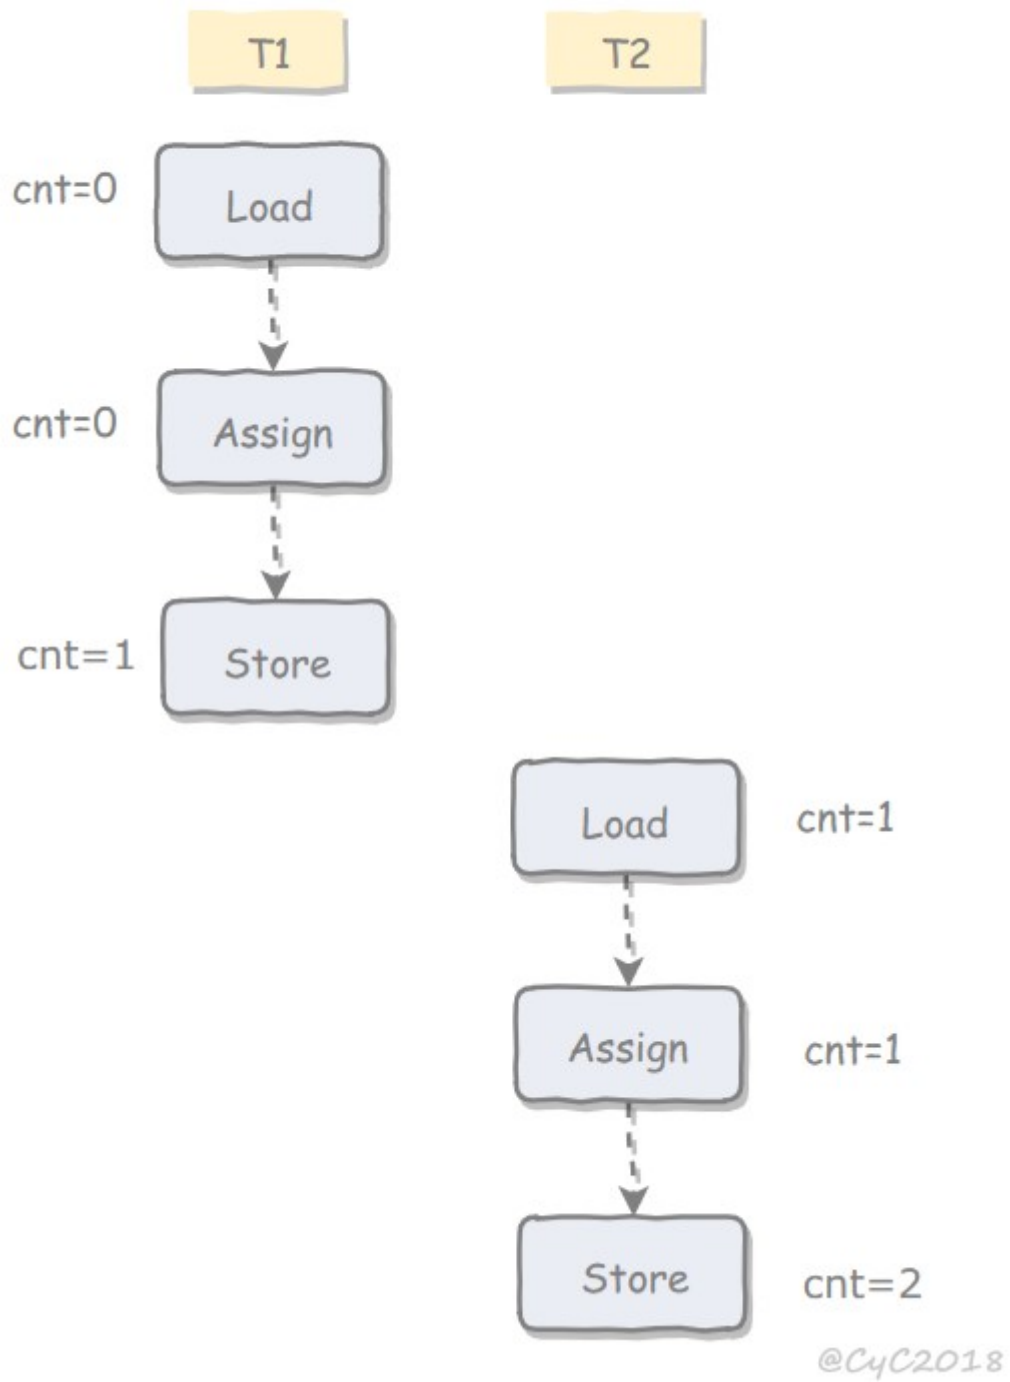 T1 T2
cnt=0 Load
cnt=0 Assign
cnt=1 Store
Load cnt=1
Assign cnt=1
Store cnt=2
@CyC2018